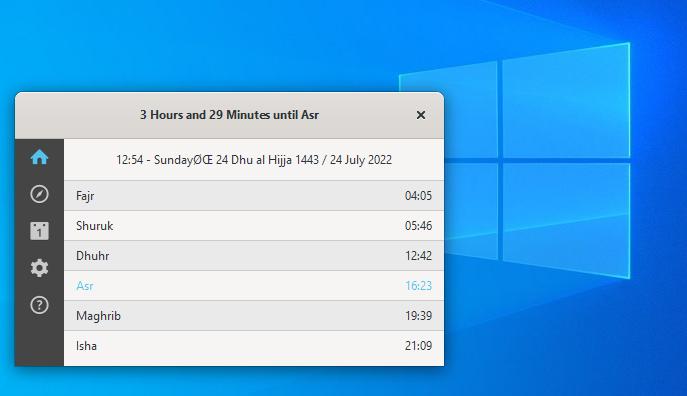 3 Hours and 29 Minutes until Asr
12:54 - SundayØŒ 24 Dhu al Hijja 1443 / 24 July 2022
Fajr 04:05
Shuruk 05:46
Dhuhr 12:42
1
Asr 16:23
Maghrib 19:39
Isha 21:09